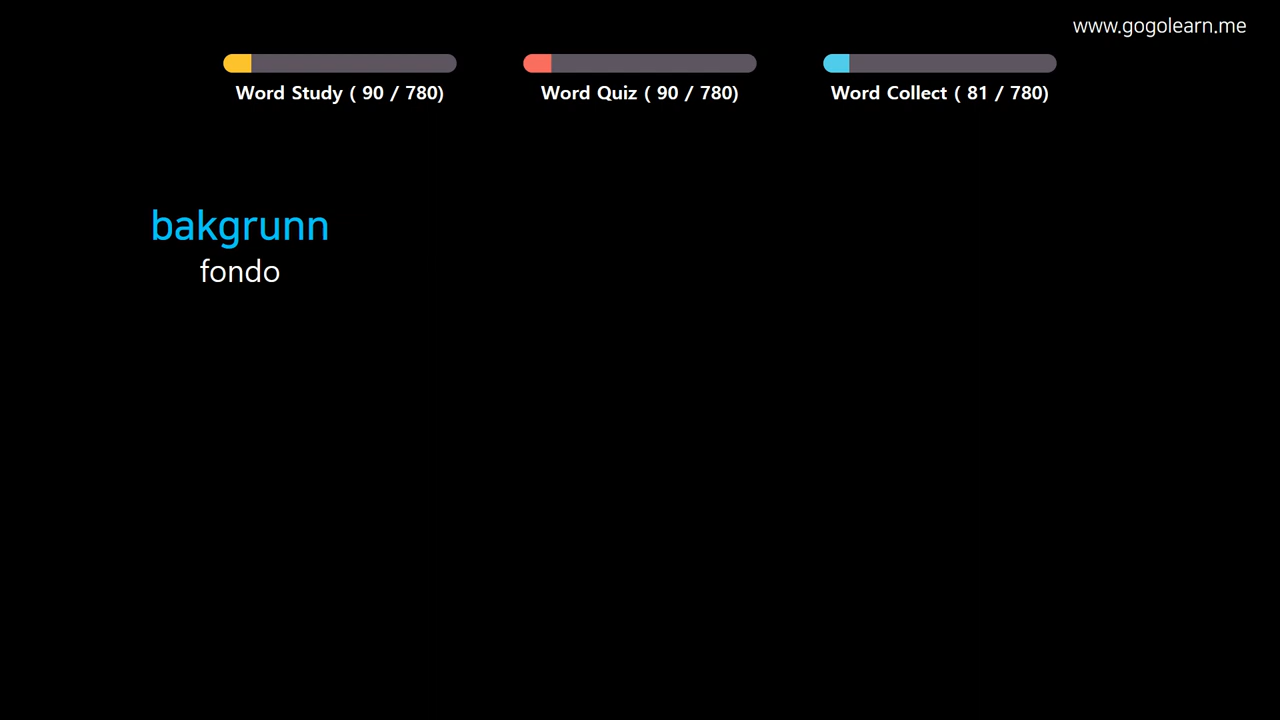 www.gogolearn.me
Word Study ( 90 / 780)
Word Quiz ( 90 / 780)
Word Collect ( 81 / 780)
bakgrunn
fondo